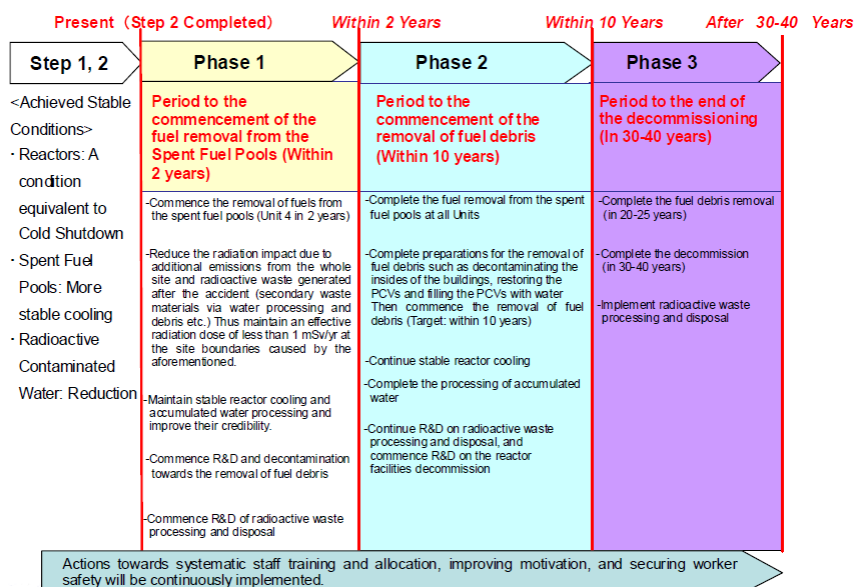 Present (Step 2 Completed)
Within 2 Years
Within 10 Years
After 30-40 Years
Step 1, 2
Phase 1
Phase 2
Phase 3
<Achieved Stable
Conditions>
・Reactors: A
condition
equivalent to
Cold Shutdown
・Spent Fuel
Pools: More
stable cooling
・Radioactive
Contaminated
Water: Reduction
Period to the
commencement of the
fuel removal from the
Spent Fuel Pools (Within
2 years)
-Commence the removal of fuels from
the spent fuel pools (Unit 4 in 2 years)
-Reduce the radiation impact due to
additional emissions from the whole
site and radioactive waste generated
after the accident (secondary waste
materials via water processing and
debris etc.) Thus maintain an effective
radiation dose of less than 1 mSv/yr at
the site boundaries caused by the
aforementioned.
-Maintain stable reactor cooling and
accumulated water processing and
improve their credibility.
-Commence R&D and decontamination
towards the removal of fuel debris
-Commence R&D of radioactive waste
processing and disposal
Period to the
commencement of the
removal of fuel debris
(Within 10 years)
-Complete the fuel removal from the spent
fuel pools at all Units
-Complete preparations for the removal of
fuel debris such as decontaminating the
insides of the buildings, restoring the
PCVs and filling the PCVs with water
Then commence the removal of fuel
debris (Target: within 10 years)
-Continue stable reactor cooling
-Complete the processing of accumulated
water
-Continue R&D on radioactive waste
processing and disposal, and
commence R&D on the reactor
facilities decommission
Period to the end of
the decommissioning
(In 30-40 years)
-Complete the fuel debris removal
(in 20-25 years)
-Complete the decommission
(in 30-40 years)
-Implement radioactive waste
processing and disposal
Actions towards systematic staff training and allocation, improving motivation, and securing worker
safety will be continuously implemented.